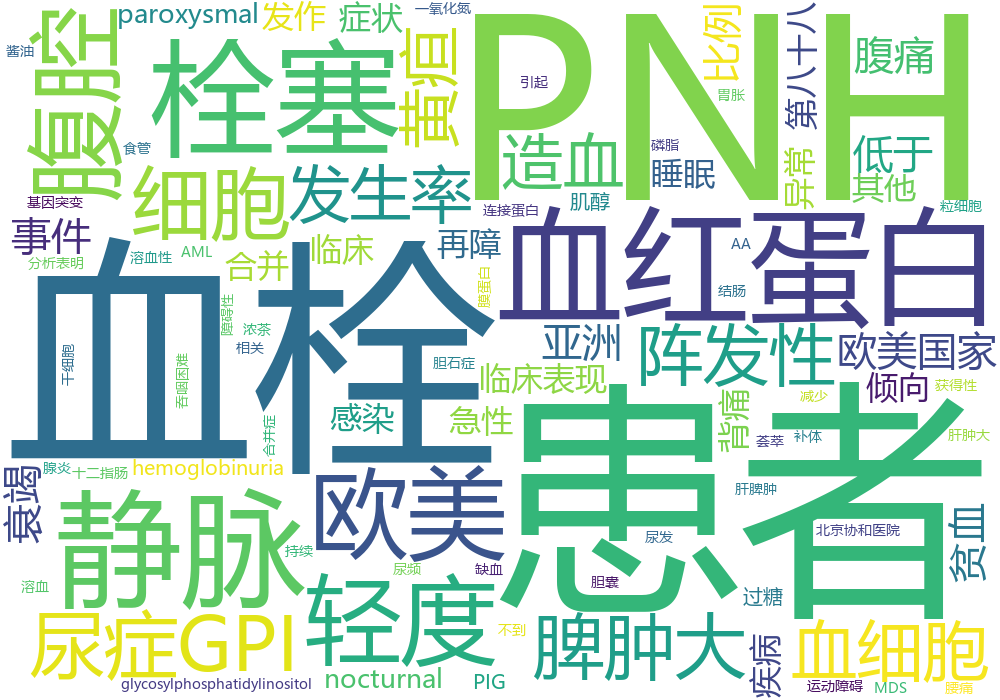 paroxysmal
发作
症状
一氧化氮
PNH
比例
第八十八
酱油
腹腔
栓塞
黄疸
引起
胃胀
腹痛
食管
造血
磷脂
睡眠
低于
异常
其他
基因突变
细胞
发生率
连接蛋白
肌醇
粒细胞
事件
血红蛋白
分析表明
溶血性
AML
合并
临床
再障
AA
血栓
膜蛋白
结肠
障碍性
浓茶
相关
亚洲
阵发性
欧美国家
干细胞
吞咽困难
胆石症
临床表现
倾向
获得性
患者
减少
感染
急性
背痛
荟萃
补体
肝肿大
合并症
腺炎
十二指肠
hemoglobinuria
衰竭
静脉
欧美
肝脾肿
北京协和医院
贫血
持续
尿发
溶血
尿频
缺血
胆囊
过糖
尿症GPI
轻度
不到
脾肿大
疾病
血细胞
glycosylphosphatidylinositol
nocturnal
PIG
运动障碍
MDS
腰痛